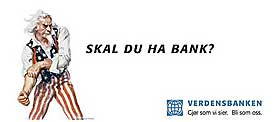 SKAL DU HA BANK?
VERDENSBANKEN
Gjør som vi sier. Bli som oss.